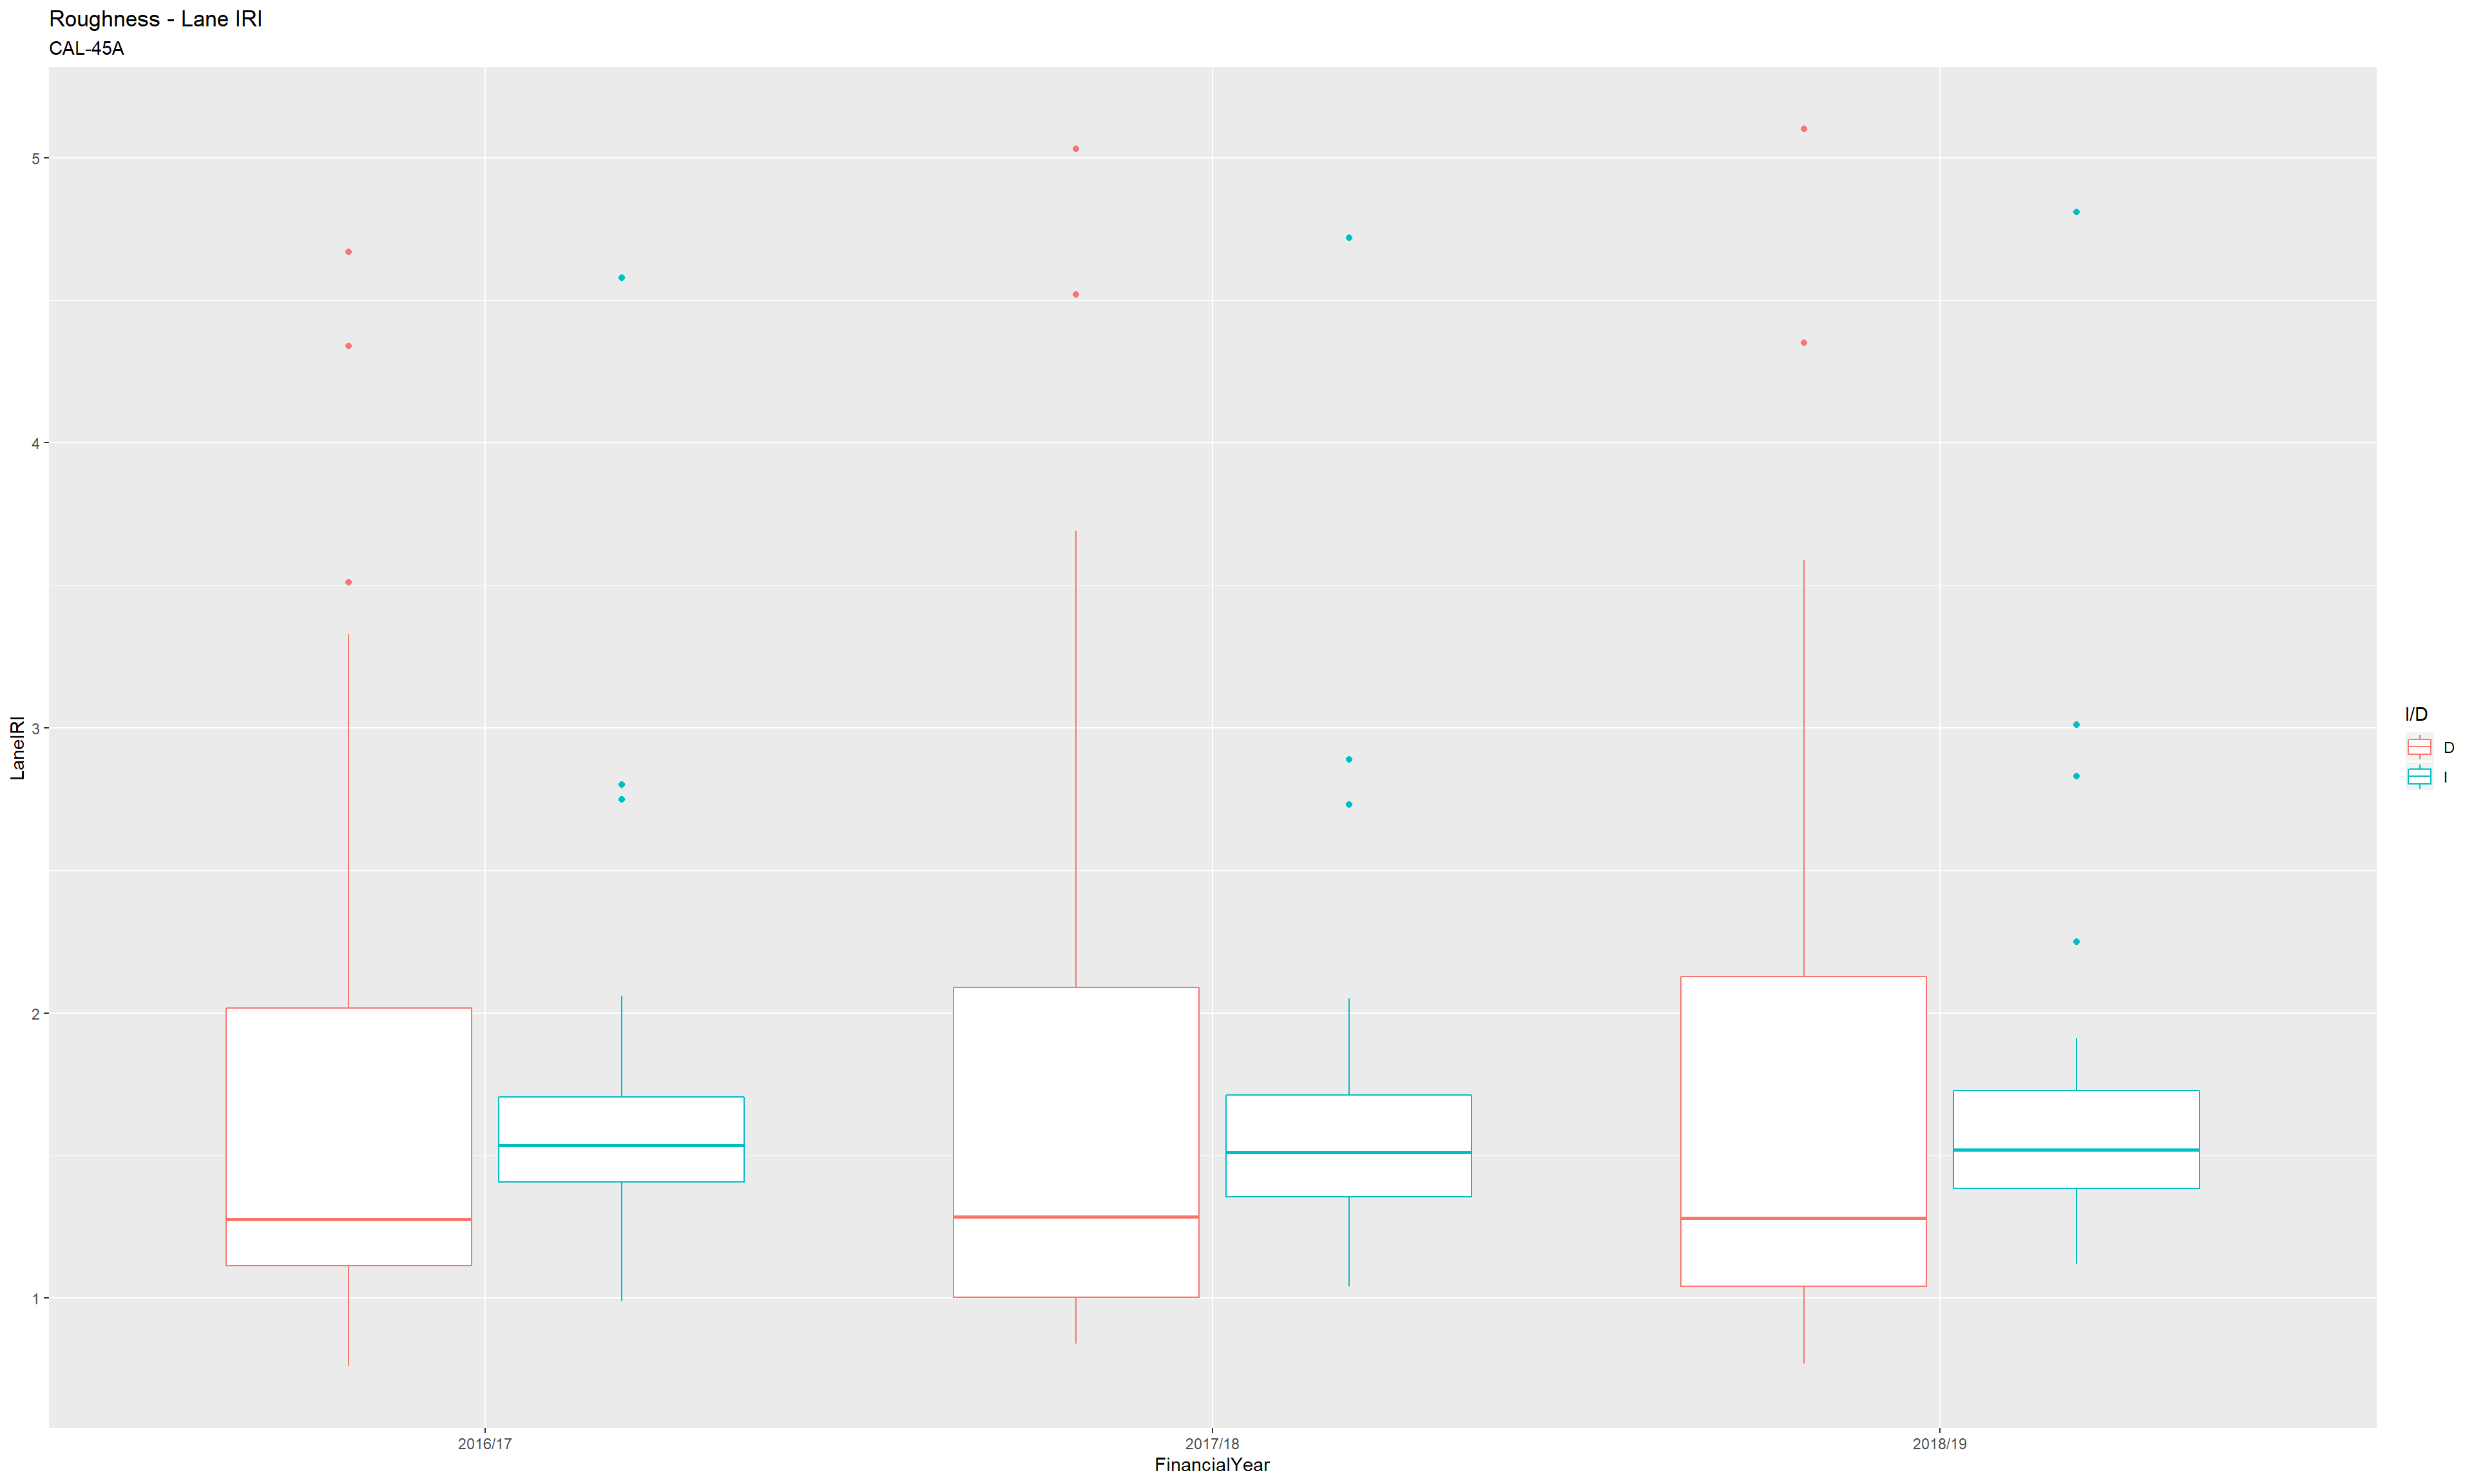 Roughness - Lane IRI
CAL-45A
5
4
3
2
1
LaneIRI
2016/17
2017/18
2018/19
FinancialYear
I/D
D
I